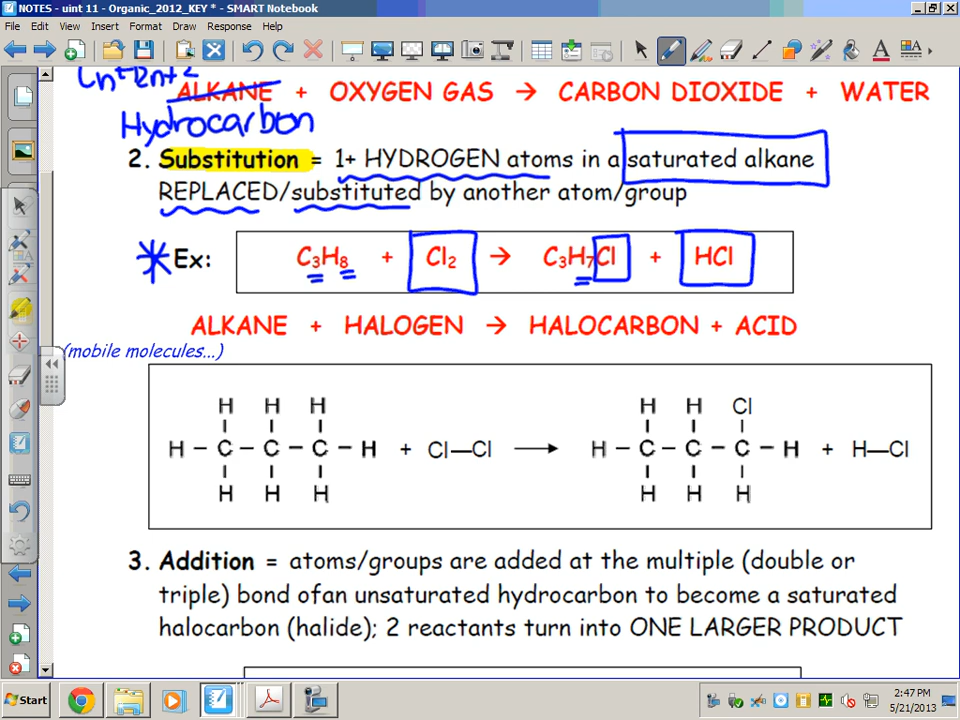 NOTES - uint 11 - Organic_2012_KEY * - SMART Notebook
File Edit View Insert Format Draw Response Help
ALKANE + OXYGEN GAS → CARBON DIOXIDE + WATER
Hydrocarbon
2. Substitution = 1+ HYDROGEN atoms in a saturated alkane
REPLACED/substituted by another atom/group
Ex: C₃H₈ + Cl₂ → C₃H₇Cl + HCl
ALKANE + HALOGEN → HALOCARBON + ACID
(mobile molecules...)
H H H H H Cl
H – C – C – C – H + Cl—Cl → H – C – C – C – H + H—Cl
H H H H H H
3. Addition = atoms/groups are added at the multiple (double or
triple) bond ofan unsaturated hydrocarbon to become a saturated
halocarbon (halide); 2 reactants turn into ONE LARGER PRODUCT
Start
2:47 PM
5/21/2013